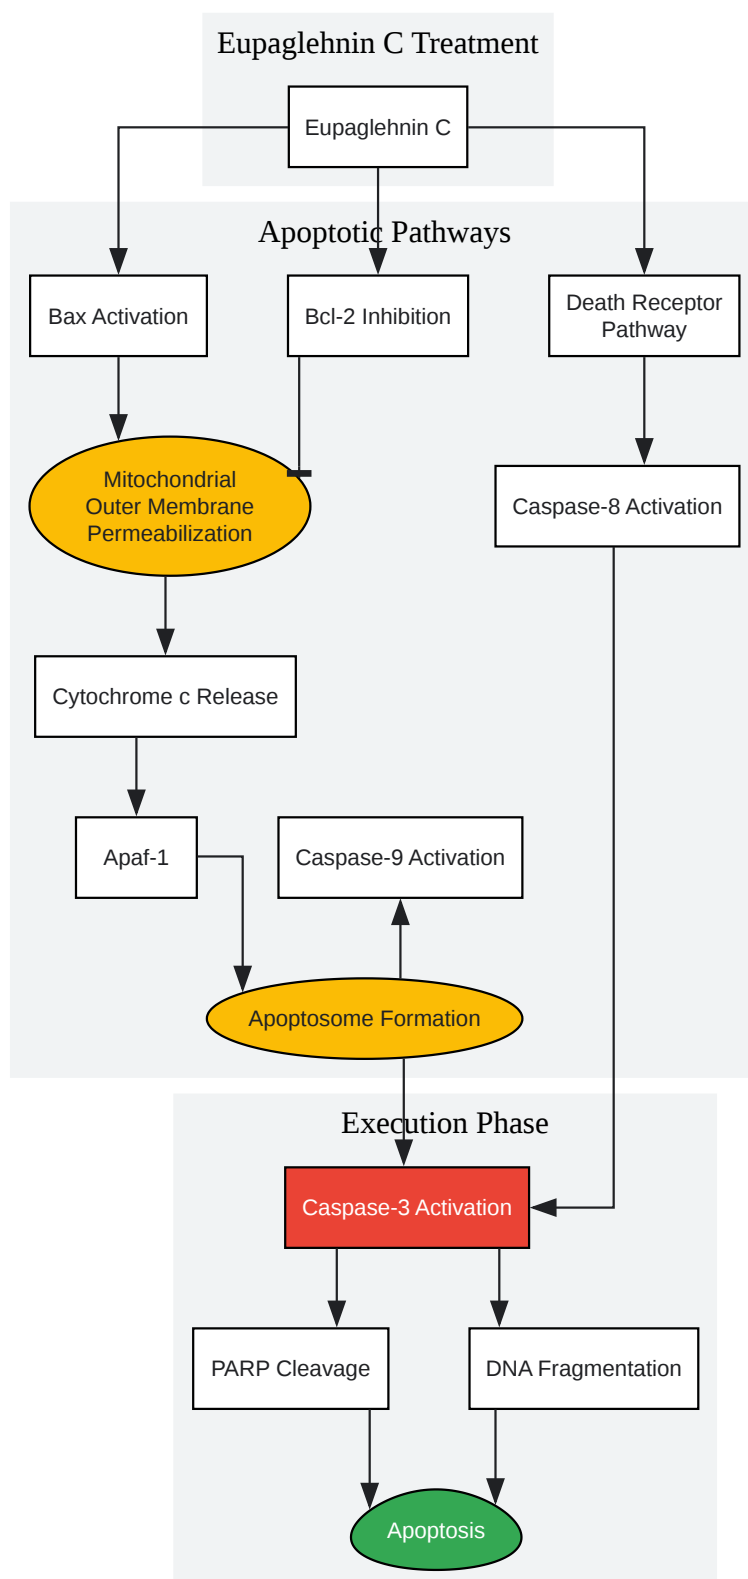 Eupaglehnin C Treatment
Eupaglehnin C
Apoptotic Pathways
Bax Activation
Bcl-2 Inhibition
Death Receptor
Pathway
Mitochondrial
Outer Membrane
Permeabilization
Caspase-8 Activation
Cytochrome c Release
Apaf-1
Caspase-9 Activation
Apoptosome Formation
Execution Phase
Caspase-3 Activation
PARP Cleavage
DNA Fragmentation
Apoptosis